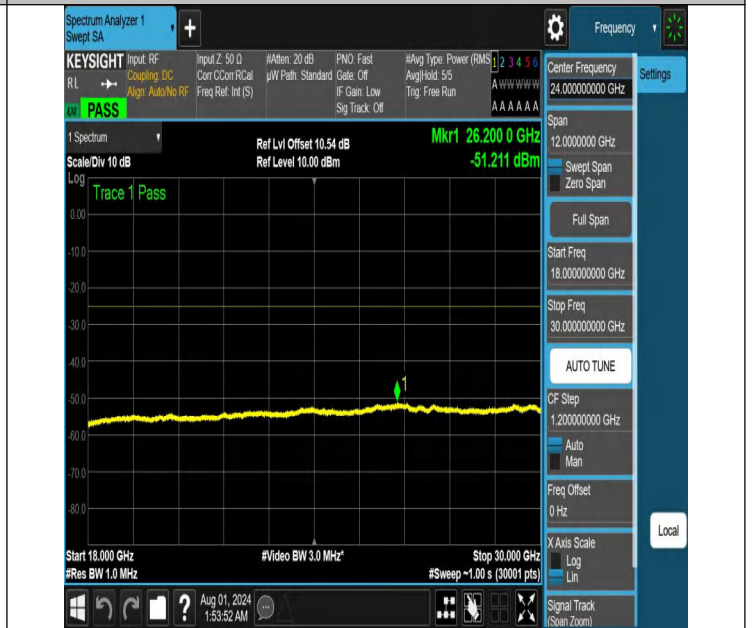 Spectrum Analyzer 1
Swept SA
+
Frequency
KEYSIGHT
RL
PASS
Input: RF
Coupling: DC
Align: Auto/No RF
Input Z: 50 Ω
Corr CCorr RCal
Freq Ref: Int (S)
#Atten: 20 dB
µW Path: Standard
PNO: Fast
Gate: Off
IF Gain: Low
Sig Track: Off
#Avg Type: Power (RMS
Avg|Hold: 5/5
Trig: Free Run
1 2 3 4 5 6
A W W W W W
A A A A A A
1 Spectrum
Scale/Div 10 dB
Ref Lvl Offset 10.54 dB
Ref Level 10.00 dBm
Mkr1 26.200 0 GHz
-51.211 dBm
Log
Trace 1 Pass
0.00
-10.0
-20.0
-30.0
-40.0
-50.0
-60.0
-70.0
-80.0
1
Start 18.000 GHz
#Res BW 1.0 MHz
#Video BW 3.0 MHz*
Stop 30.000 GHz
#Sweep ~1.00 s (30001 pts)
?
Aug 01, 2024
1:53:52 AM
Center Frequency
24.000000000 GHz
Settings
Span
12.0000000 GHz
Swept Span
Zero Span
Full Span
Start Freq
18.000000000 GHz
Stop Freq
30.000000000 GHz
AUTO TUNE
CF Step
1.200000000 GHz
Auto
Man
Freq Offset
0 Hz
X Axis Scale
Log
Lin
Local
Signal Track
(Span Zoom)